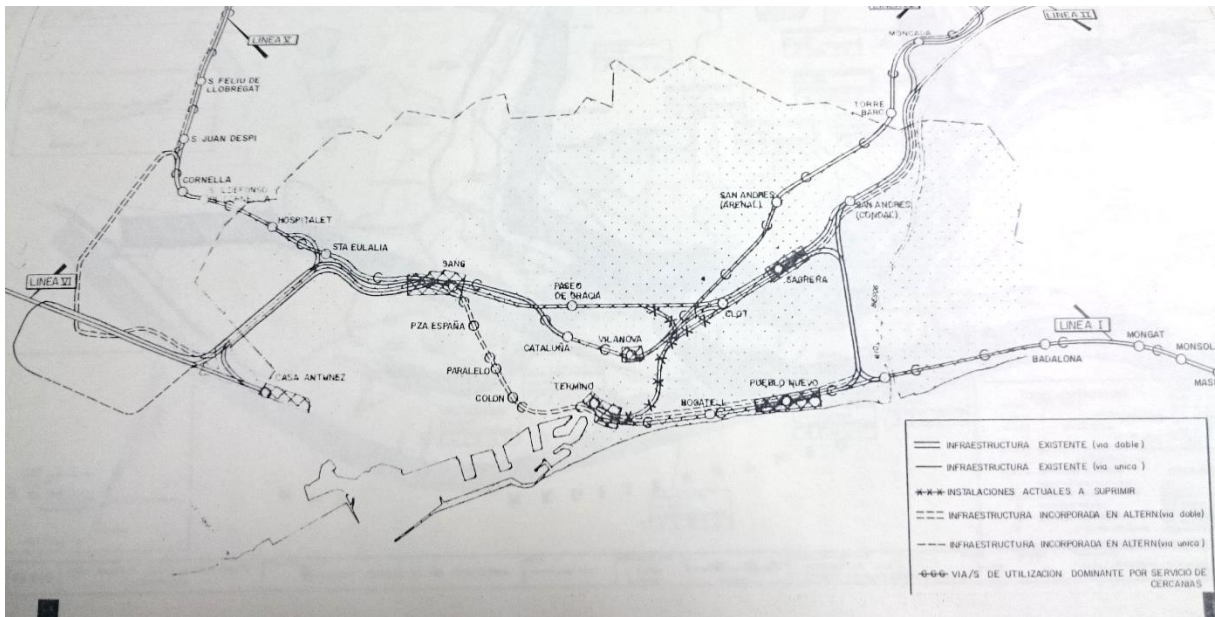 LINEA V
LINEA II
MONCADA
S. FELIU DE
LLOBREGAT
TORRE
BARO
S. JUAN DESPI
CORNELLA
S. ILDEFONSO
SAN ANDRES
(ARENAL)
SAN ANDRES
(CONDAL)
HOSPITALET
STA EULALIA
SANS
SAGRERA
LINEA VI
PASEO
DE GRACIA
CLOT
RIO
BESOS
PZA. ESPAÑA
CATALUÑA
VILANOVA
LINEA I
MONGAT
BADALONA
MONSOL
MAS
PARALELO
CASA ANTUNEZ
TERMINO
PUEBLO NUEVO
COLON
BOGATELL
INFRAESTRUCTURA EXISTENTE (via doble)
INFRAESTRUCTURA EXISTENTE (via unica)
INSTALACIONES ACTUALES A SUPRIMIR
INFRAESTRUCTURA INCORPORADA EN ALTERN(via doble)
INFRAESTRUCTURA INCORPORADA EN ALTERN(via unica)
VIA/S DE UTILIZACION DOMINANTE POR SERVICIO DE
CERCANIAS